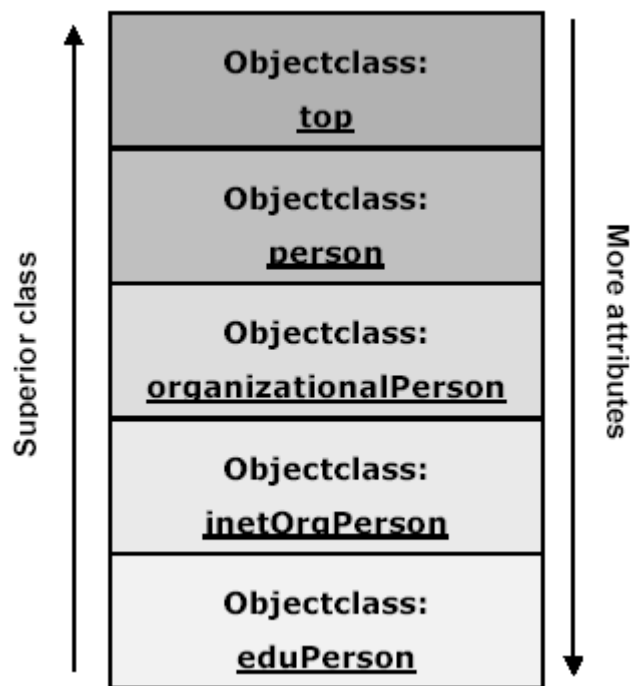 Objectclass:
top
Objectclass:
person
Objectclass:
organizationalPerson
Objectclass:
inetOrgPerson
Objectclass:
eduPerson
Superior class
More attributes